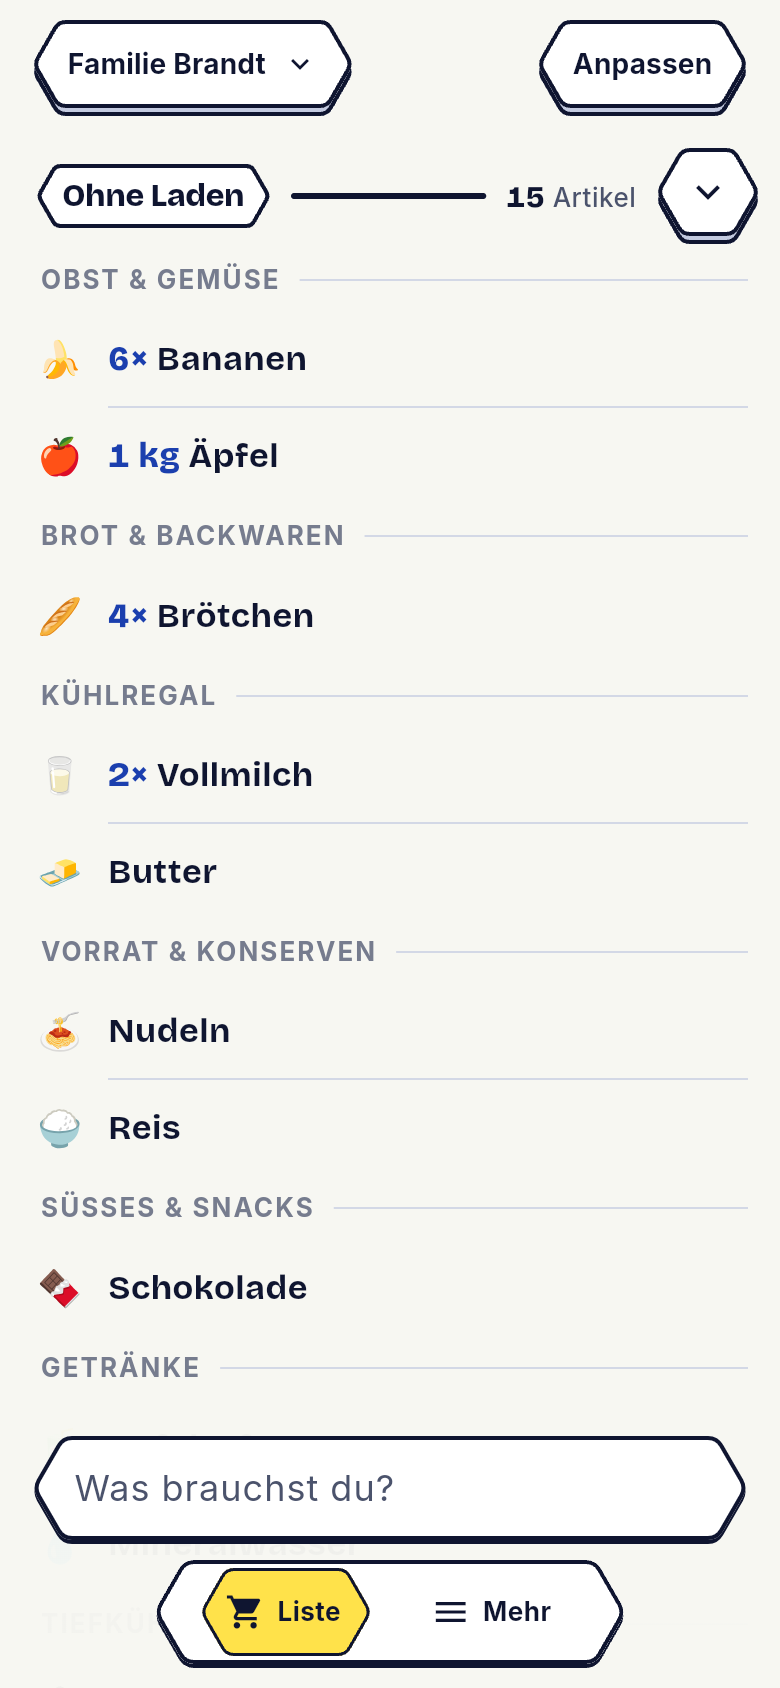 Familie Brandt
Anpassen
Ohne Laden
15 Artikel
OBST & GEMÜSE
6× Bananen
1 kg Äpfel
BROT & BACKWAREN
4× Brötchen
KÜHLREGAL
2× Vollmilch
Butter
VORRAT & KONSERVEN
Nudeln
Reis
SÜSSES & SNACKS
Schokolade
GETRÄNKE
Was brauchst du?
Mineralwasser
Liste
Mehr